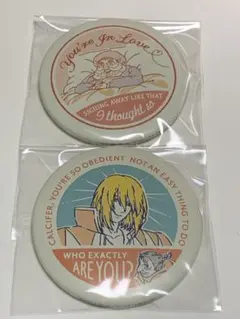 You're In Love
SIGHING AWAY LIKE THAT
I thought so
CALCIFER, YOU'RE SO OBEDIENT NOT AN EASY THING TO DO
WHO EXACTLY
ARE YOU?